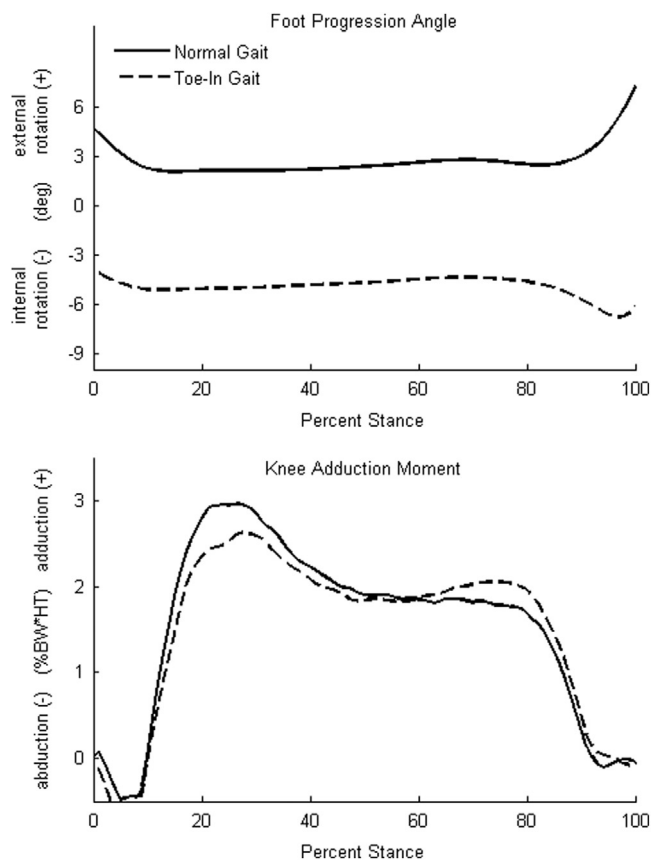 Foot Progression Angle
Normal Gait
Toe-In Gait
external
rotation (+)
(deg)
internal
rotation (-)
6
3
0
-3
-6
-9
0 20 40 60 80 100
Percent Stance
Knee Adduction Moment
abduction (-) (%BW*HT) adduction (+)
3
2
1
0
0 20 40 60 80 100
Percent Stance